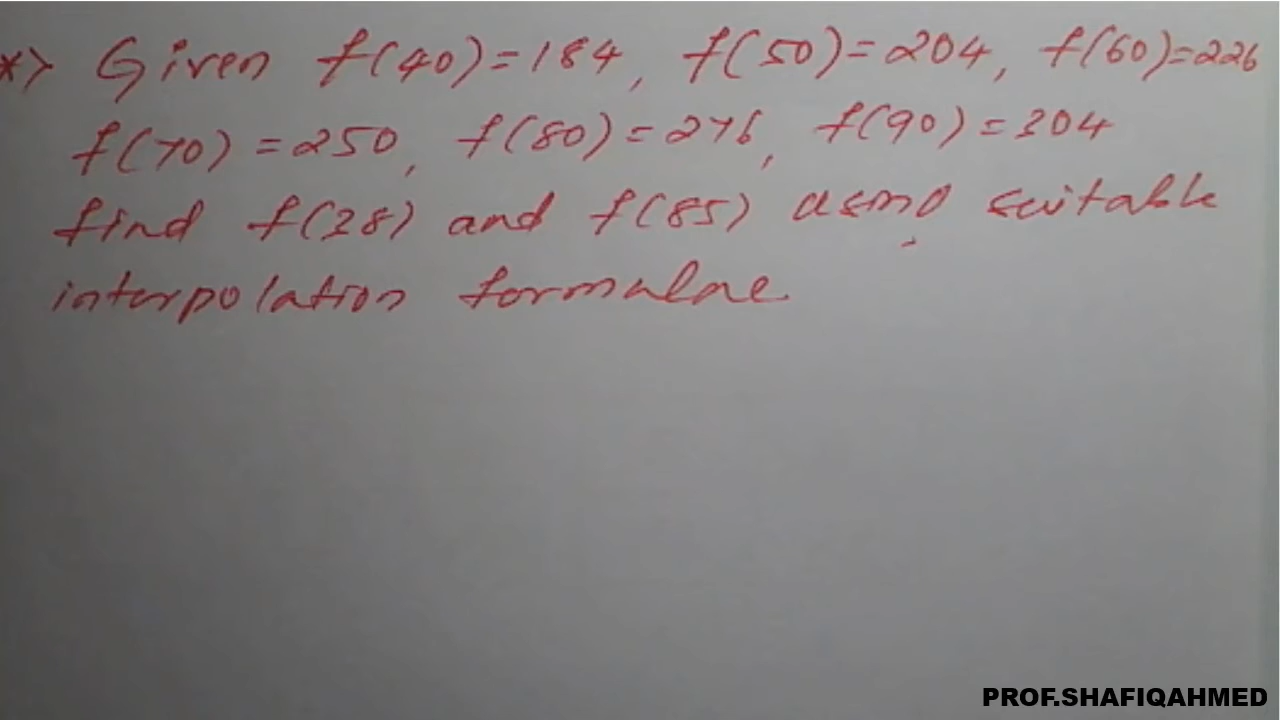 *> Given f(40)=184, f(50)=204, f(60)=226
f(70)=250, f(80)=276, f(90)=304
find f(38) and f(85) using suitable
interpolation formulae
PROF.SHAFIQAHMED